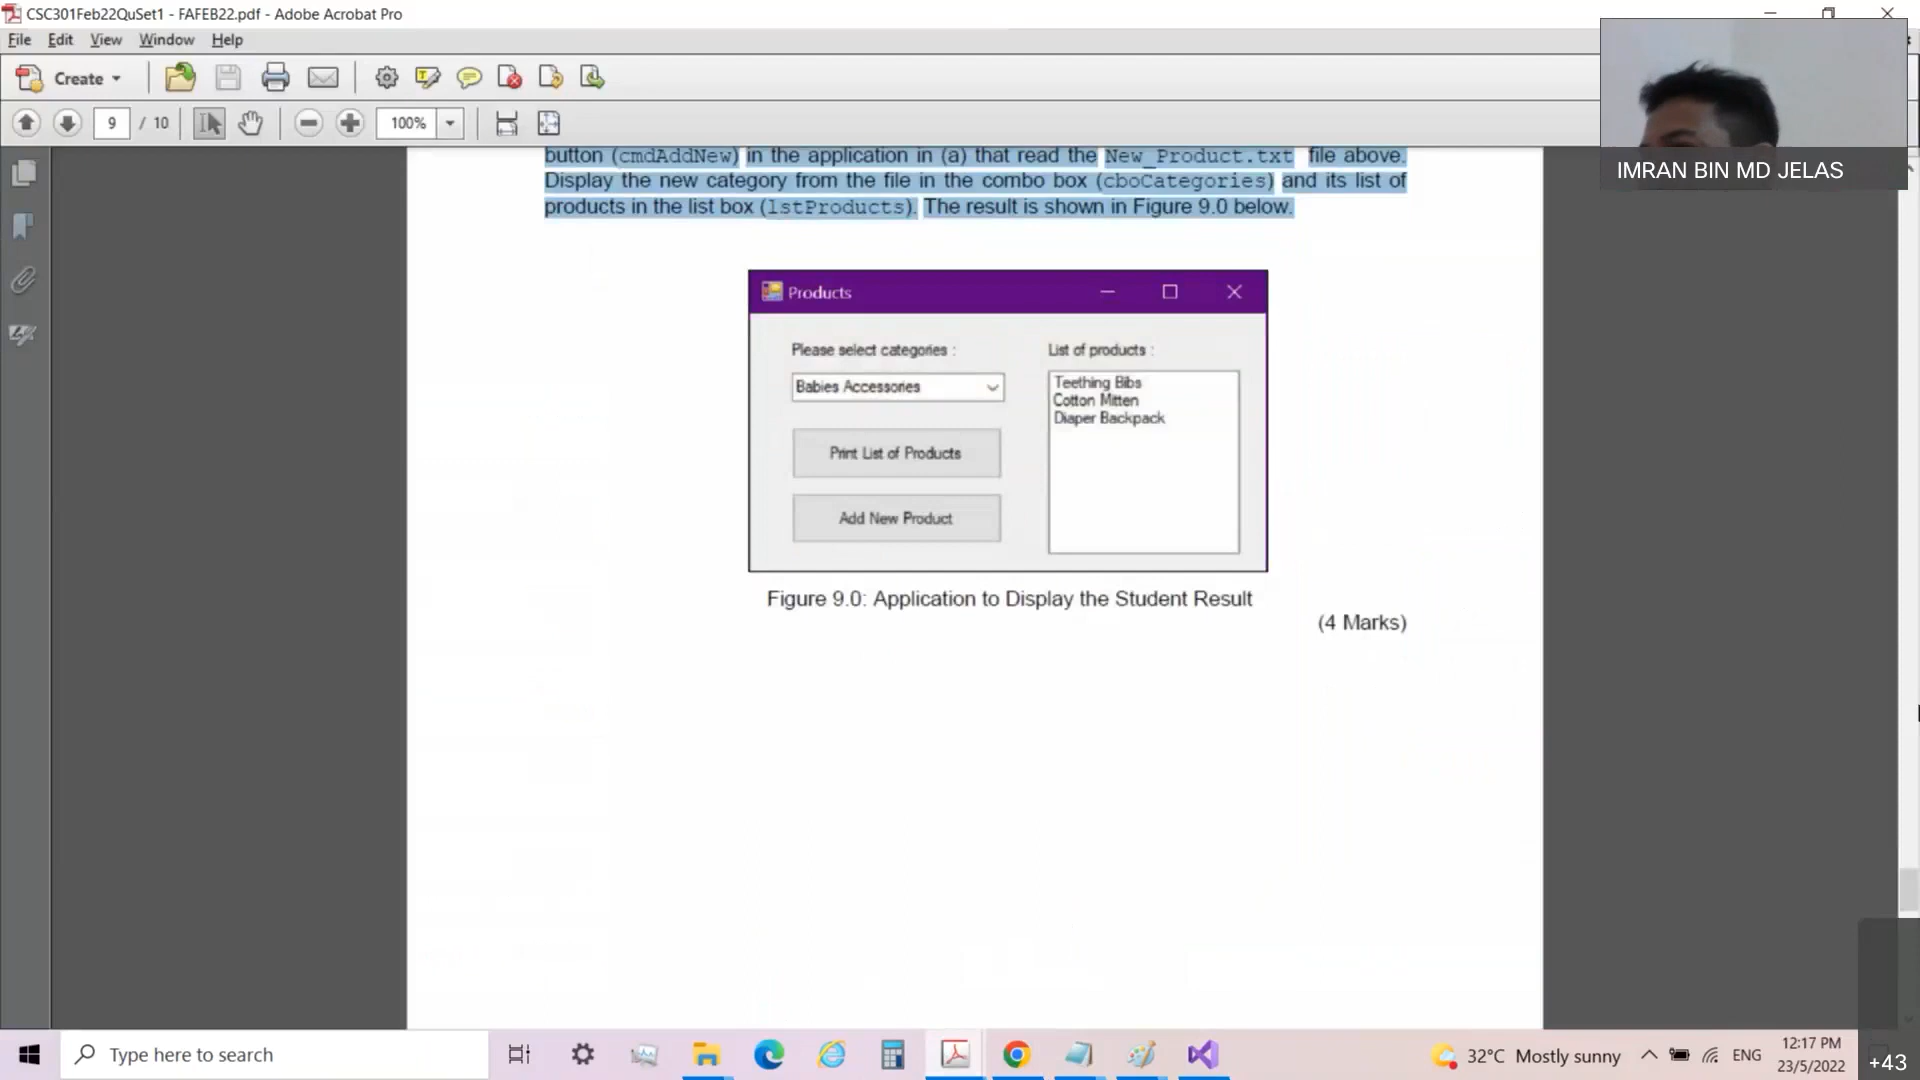 CSC301Feb22QuSet1 - FAFEB22.pdf - Adobe Acrobat Pro
File Edit View Window Help
Create
9 / 10 100%
IMRAN BIN MD JELAS
button (cmdAddNew) in the application in (a) that read the New_Product.txt file above.
Display the new category from the file in the combo box (cboCategories) and its list of
products in the list box (lstProducts). The result is shown in Figure 9.0 below.
Products
Please select categories :
List of products :
Babies Accessories
Teething Bibs
Cotton Mitten
Diaper Backpack
Print List of Products
Add New Product
Figure 9.0: Application to Display the Student Result
(4 Marks)
Type here to search
32°C Mostly sunny
ENG
12:17 PM
23/5/2022
+43